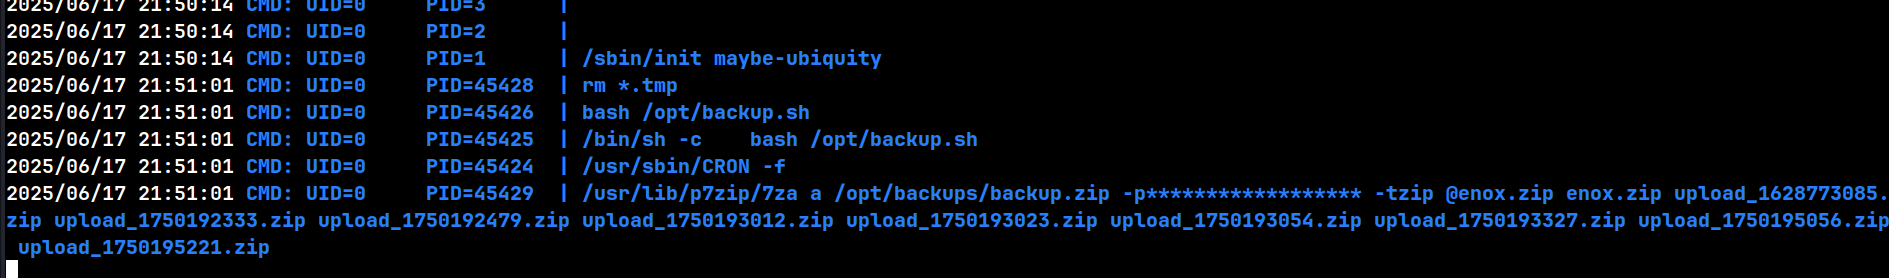 2025/06/17 21:50:14 CMD: UID=0     PID=3      |
2025/06/17 21:50:14 CMD: UID=0     PID=2      |
2025/06/17 21:50:14 CMD: UID=0     PID=1      | /sbin/init maybe-ubiquity
2025/06/17 21:51:01 CMD: UID=0     PID=45428  | rm *.tmp
2025/06/17 21:51:01 CMD: UID=0     PID=45426  | bash /opt/backup.sh
2025/06/17 21:51:01 CMD: UID=0     PID=45425  | /bin/sh -c    bash /opt/backup.sh
2025/06/17 21:51:01 CMD: UID=0     PID=45424  | /usr/sbin/CRON -f
2025/06/17 21:51:01 CMD: UID=0     PID=45429  | /usr/lib/p7zip/7za a /opt/backups/backup.zip -p****************** -tzip @enox.zip enox.zip upload_1628773085.
zip upload_1750192333.zip upload_1750192479.zip upload_1750193012.zip upload_1750193023.zip upload_1750193054.zip upload_1750193327.zip upload_1750195056.zip
 upload_1750195221.zip